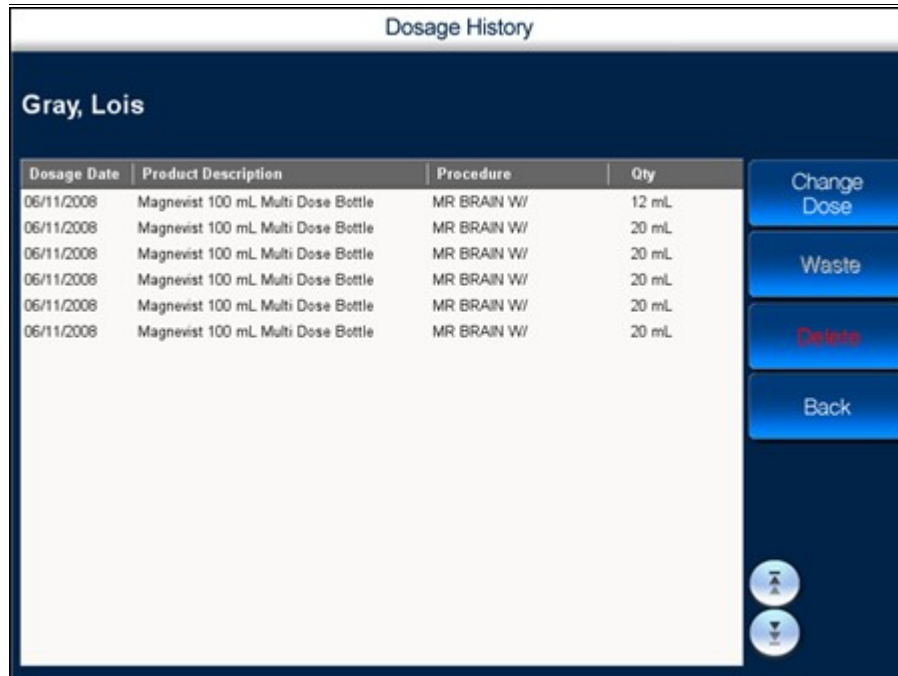 Dosage History
Gray, Lois
Dosage Date Product Description Procedure Qty
06/11/2008 Magnevist 100 mL Multi Dose Bottle MR BRAIN W/ 12 mL
06/11/2008 Magnevist 100 mL Multi Dose Bottle MR BRAIN W/ 20 mL
06/11/2008 Magnevist 100 mL Multi Dose Bottle MR BRAIN W/ 20 mL
06/11/2008 Magnevist 100 mL Multi Dose Bottle MR BRAIN W/ 20 mL
06/11/2008 Magnevist 100 mL Multi Dose Bottle MR BRAIN W/ 20 mL
06/11/2008 Magnevist 100 mL Multi Dose Bottle MR BRAIN W/ 20 mL
Change
Dose
Waste
Delete
Back